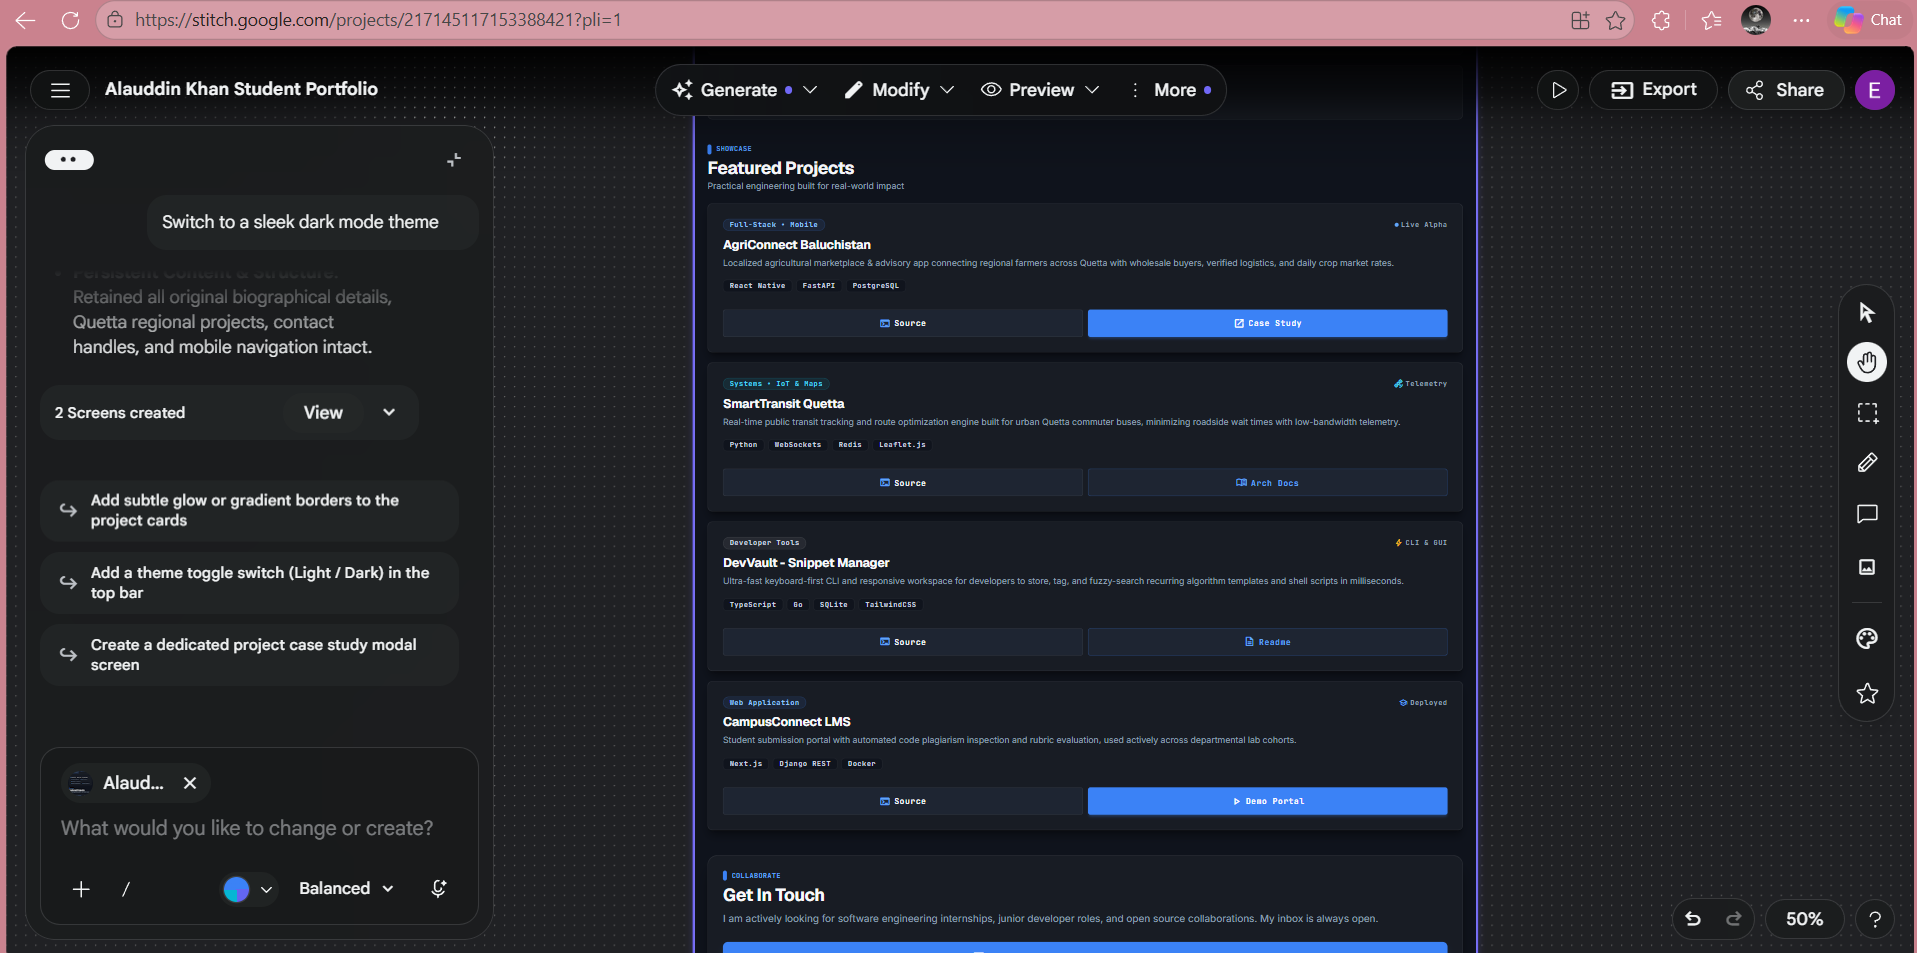 https://stitch.google.com/projects/217145117153388421?pli=1
Chat
Alauddin Khan Student Portfolio
Generate
Modify
Preview
More
Export
Share
E
Switch to a sleek dark mode theme
Persistent Content & Structure:
Retained all original biographical details,
Quetta regional projects, contact
handles, and mobile navigation intact.
2 Screens created
View
Add subtle glow or gradient borders to the
project cards
Add a theme toggle switch (Light / Dark) in the
top bar
Create a dedicated project case study modal
screen
Alaud...
What would you like to change or create?
Balanced
SHOWCASE
Featured Projects
Practical engineering built for real-world impact
Full-Stack • Mobile
Live Alpha
AgriConnect Baluchistan
Localized agricultural marketplace & advisory app connecting regional farmers across Quetta with wholesale buyers, verified logistics, and daily crop market rates.
React Native FastAPI PostgreSQL
Source
Case Study
Systems • IoT & Maps
Telemetry
SmartTransit Quetta
Real-time public transit tracking and route optimization engine built for urban Quetta commuter buses, minimizing roadside wait times with low-bandwidth telemetry.
Python WebSockets Redis Leaflet.js
Source
Arch Docs
Developer Tools
CLI & GUI
DevVault - Snippet Manager
Ultra-fast keyboard-first CLI and responsive workspace for developers to store, tag, and fuzzy-search recurring algorithm templates and shell scripts in milliseconds.
TypeScript Go SQLite TailwindCSS
Source
Readme
Web Application
Deployed
CampusConnect LMS
Student submission portal with automated code plagiarism inspection and rubric evaluation, used actively across departmental lab cohorts.
Next.js Django REST Docker
Source
Demo Portal
COLLABORATE
Get In Touch
I am actively looking for software engineering internships, junior developer roles, and open source collaborations. My inbox is always open.
50%